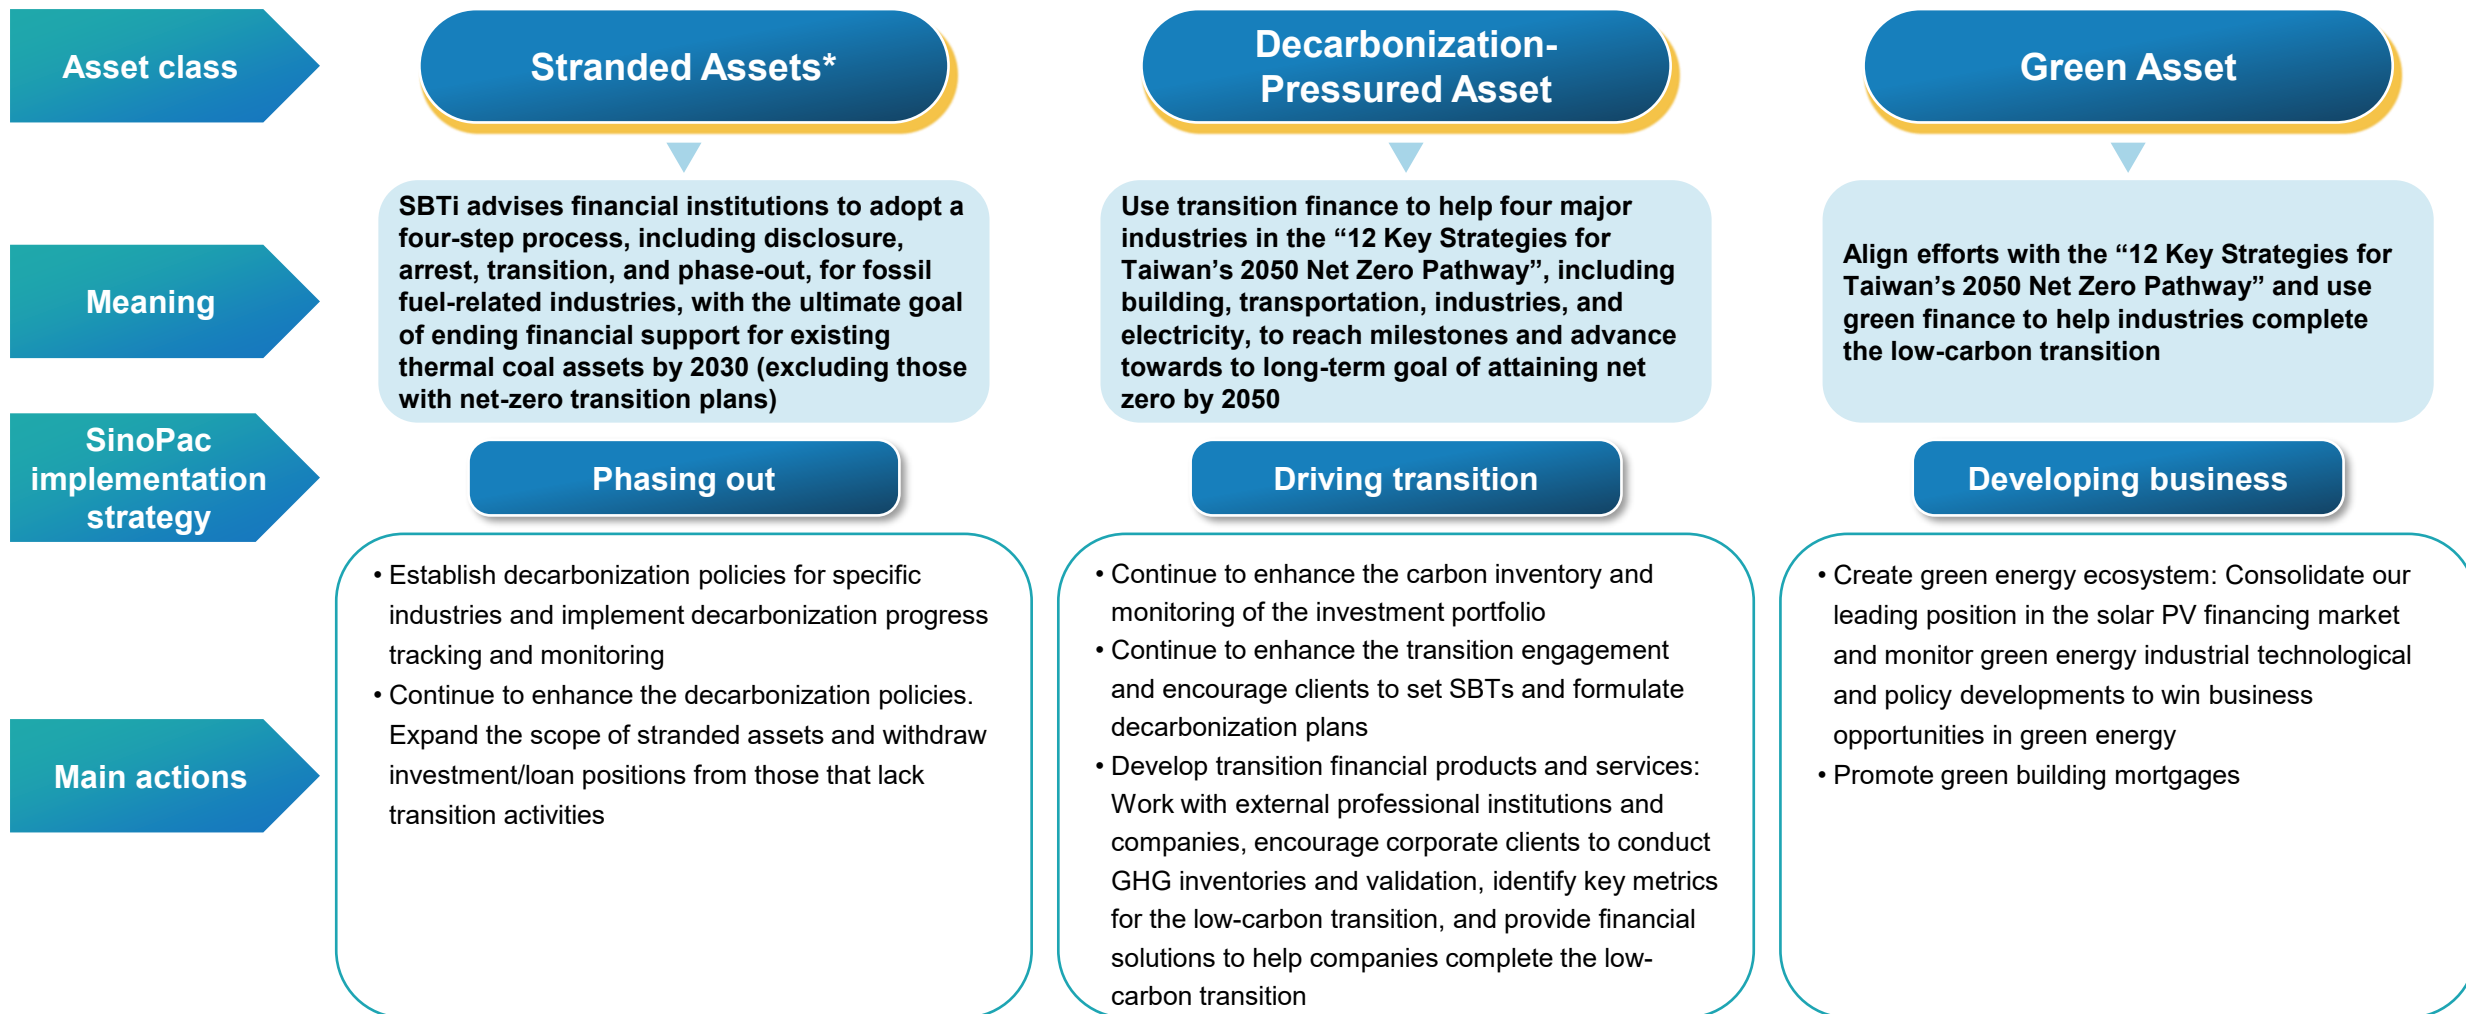 Asset class
Stranded Assets*
Decarbonization-
Pressured Asset
Green Asset
Meaning
SBTi advises financial institutions to adopt a
four-step process, including disclosure,
arrest, transition, and phase-out, for fossil
fuel-related industries, with the ultimate goal
of ending financial support for existing
thermal coal assets by 2030 (excluding those
with net-zero transition plans)
Use transition finance to help four major
industries in the “12 Key Strategies for
Taiwan’s 2050 Net Zero Pathway”, including
building, transportation, industries, and
electricity, to reach milestones and advance
towards to long-term goal of attaining net
zero by 2050
Align efforts with the “12 Key Strategies for
Taiwan’s 2050 Net Zero Pathway” and use
green finance to help industries complete
the low-carbon transition
SinoPac
implementation
strategy
Phasing out
Driving transition
Developing business
Main actions
• Establish decarbonization policies for specific
industries and implement decarbonization progress
tracking and monitoring
• Continue to enhance the decarbonization policies.
Expand the scope of stranded assets and withdraw
investment/loan positions from those that lack
transition activities
• Continue to enhance the carbon inventory and
monitoring of the investment portfolio
• Continue to enhance the transition engagement
and encourage clients to set SBTs and formulate
decarbonization plans
• Develop transition financial products and services:
Work with external professional institutions and
companies, encourage corporate clients to conduct
GHG inventories and validation, identify key metrics
for the low-carbon transition, and provide financial
solutions to help companies complete the low-
carbon transition
• Create green energy ecosystem: Consolidate our
leading position in the solar PV financing market
and monitor green energy industrial technological
and policy developments to win business
opportunities in green energy
• Promote green building mortgages